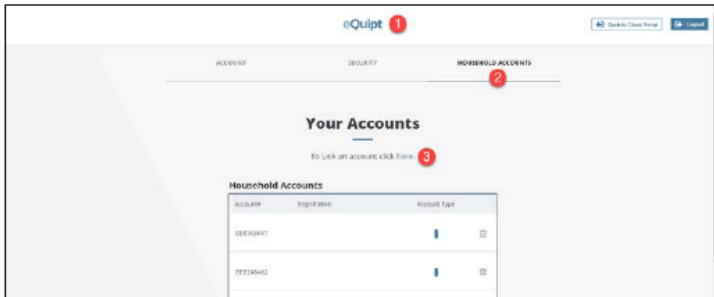 eQuipt 1
Back to Client Portal
Logout
ACCOUNT SECURITY HOUSEHOLD ACCOUNTS
2
Your Accounts
To Link an account click here. 3
Household Accounts
Account# Registration Account Type